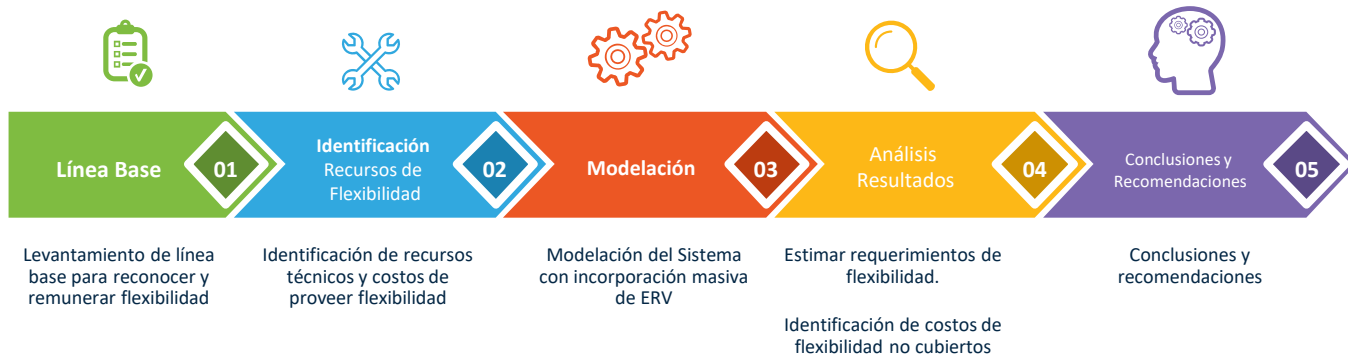 Línea Base
01
Identificación
Recursos de
Flexibilidad
02
Modelación
03
Análisis
Resultados
04
Conclusiones y
Recomendaciones
05
Levantamiento de línea
base para reconocer y
remunerar flexibilidad
Identificación de recursos
técnicos y costos de
proveer flexibilidad
Modelación del Sistema
con incorporación masiva
de ERV
Estimar requerimientos de
flexibilidad.
Identificación de costos de
flexibilidad no cubiertos
Conclusiones y
recomendaciones